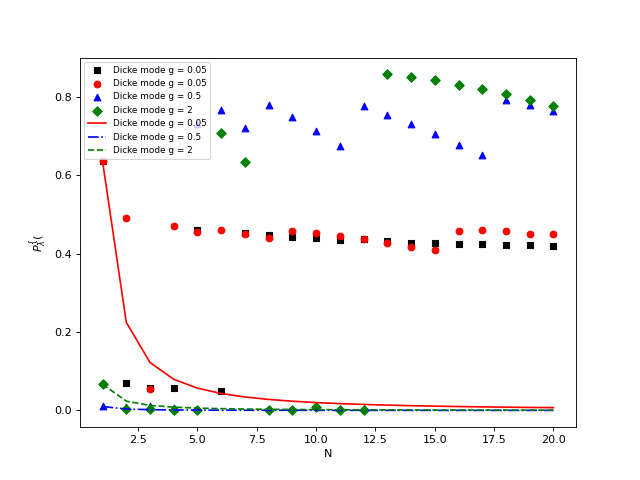 Dicke mode g = 0.05
Dicke mode g = 0.05
Dicke mode g = 0.5
Dicke mode g = 2
Dicke mode g = 0.05
Dicke mode g = 0.5
Dicke mode g = 2
0.8
0.6
0.4
0.2
0.0
2.5 5.0 7.5 10.0 12.5 15.0 17.5 20.0
N